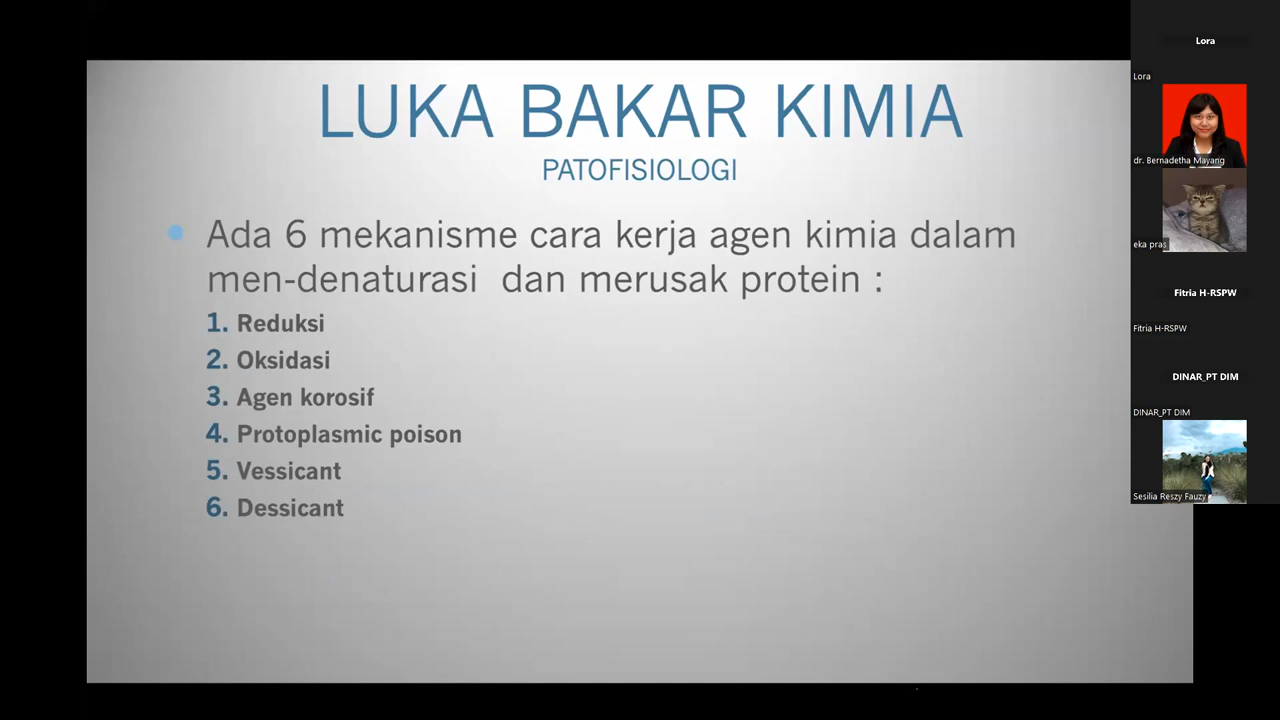 LUKA BAKAR KIMIA
PATOFISIOLOGI
Ada 6 mekanisme cara kerja agen kimia dalam
men-denaturasi dan merusak protein :
1. Reduksi
2. Oksidasi
3. Agen korosif
4. Protoplasmic poison
5. Vessicant
6. Dessicant
Lora
Lora
dr. Bernadetha Mayang
eka pras
Fitria H-RSPW
Fitria H-RSPW
DINAR_PT DIM
DINAR_PT DIM
Sesilia Reszy Fauzy